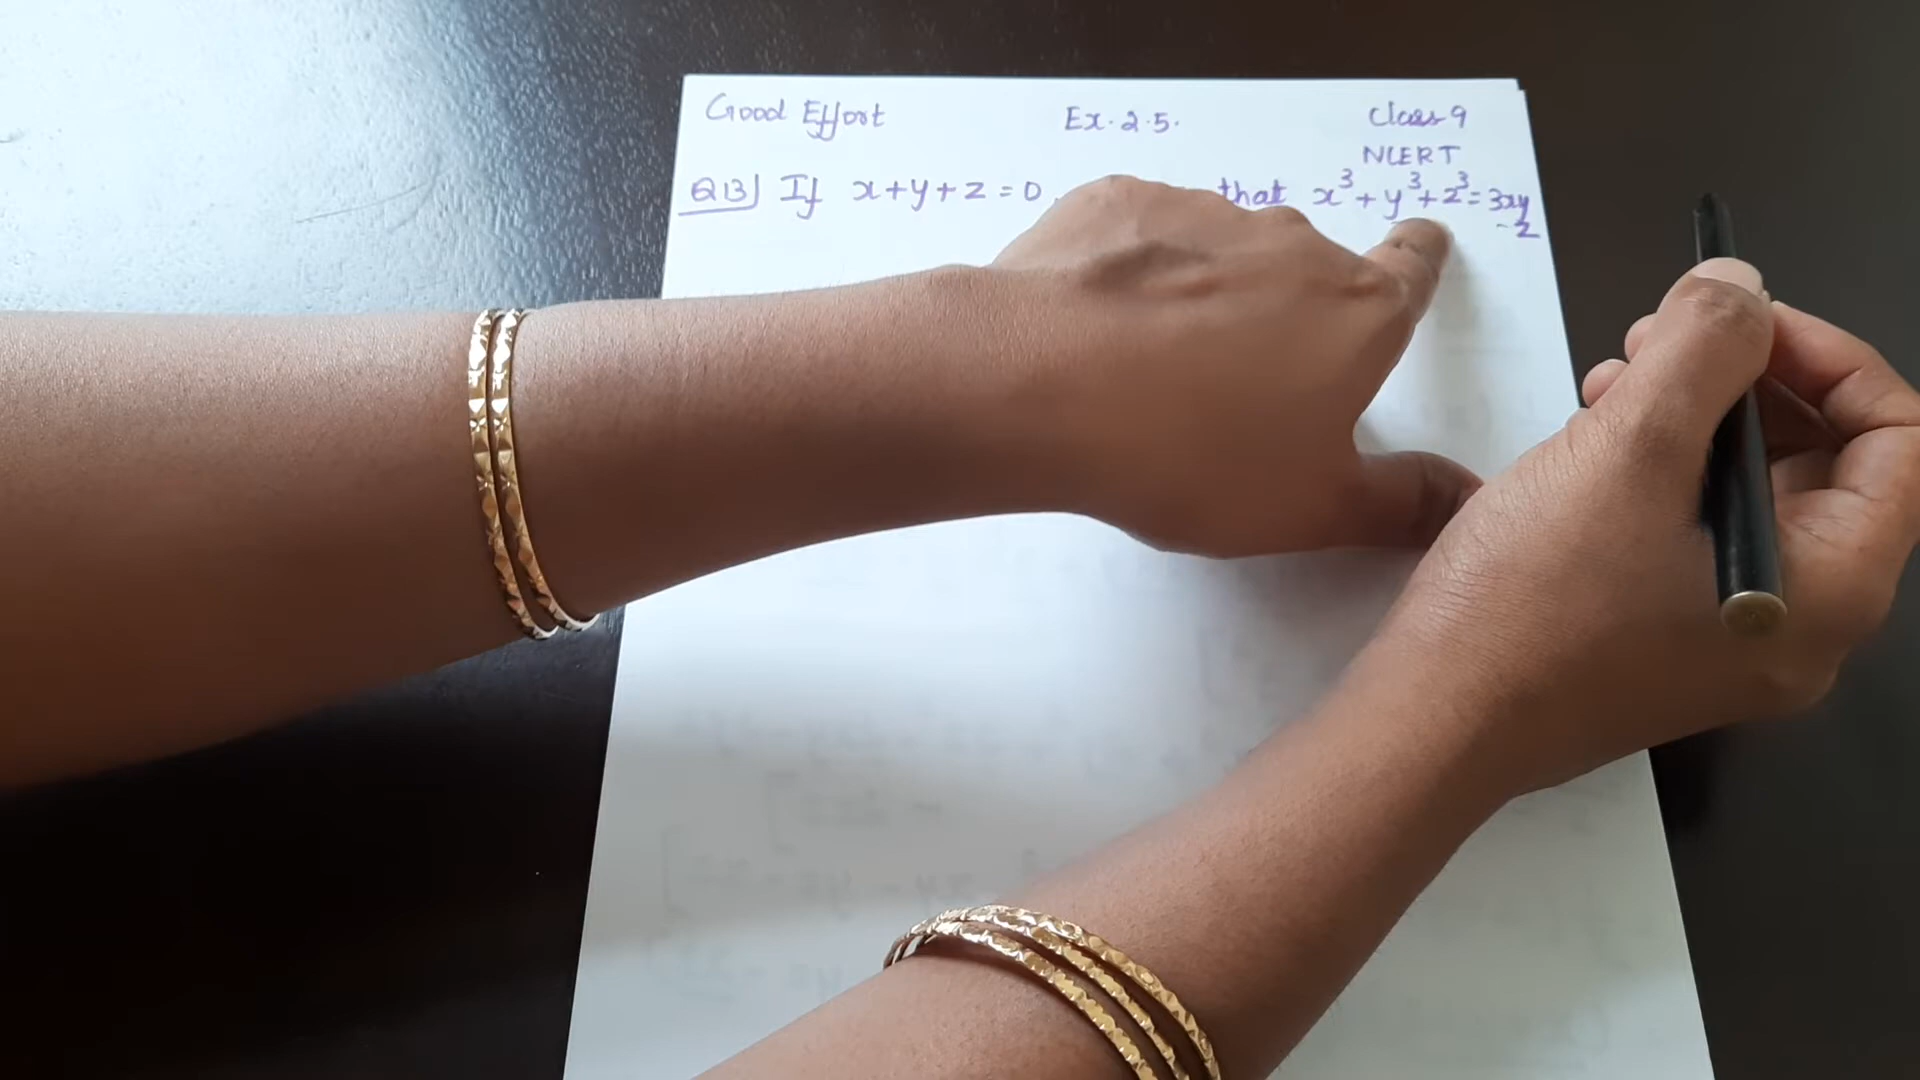 Good Effort Ex. 2.5. Class 9
NCERT
Q13) If x+y+z=0 that x³+y³+z³=3xy
z